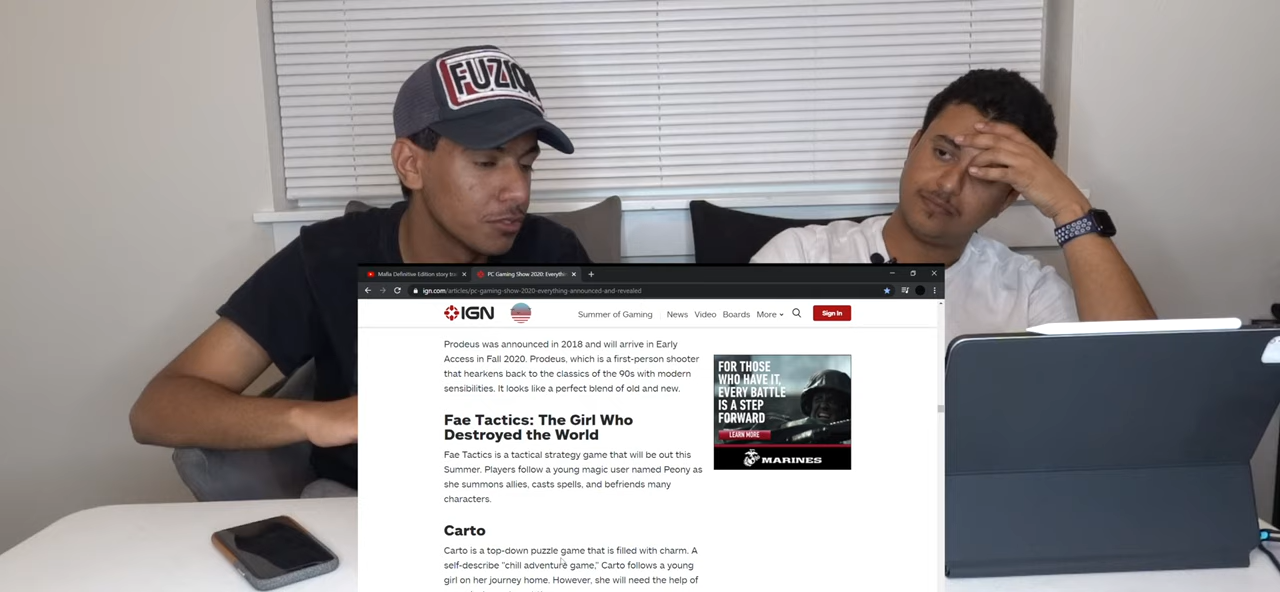 FUZIO
Mafia Definitive Edition story tra
PC Gaming Show 2020: Everythi
ign.com/articles/pc-gaming-show-2020-everything-announced-and-revealed
IGN
Summer of Gaming
News
Video
Boards
More
Sign In
Prodeus was announced in 2018 and will arrive in Early
Access in Fall 2020. Prodeus, which is a first-person shooter
that hearkens back to the classics of the 90s with modern
sensibilities. It looks like a perfect blend of old and new.
Fae Tactics: The Girl Who
Destroyed the World
Fae Tactics is a tactical strategy game that will be out this
Summer. Players follow a young magic user named Peony as
she summons allies, casts spells, and befriends many
characters.
Carto
Carto is a top-down puzzle game that is filled with charm. A
self-describe "chill adventure game," Carto follows a young
girl on her journey home. However, she will need the help of
FOR THOSE
WHO HAVE IT,
EVERY BATTLE
IS A STEP
FORWARD
LEARN MORE
MARINES